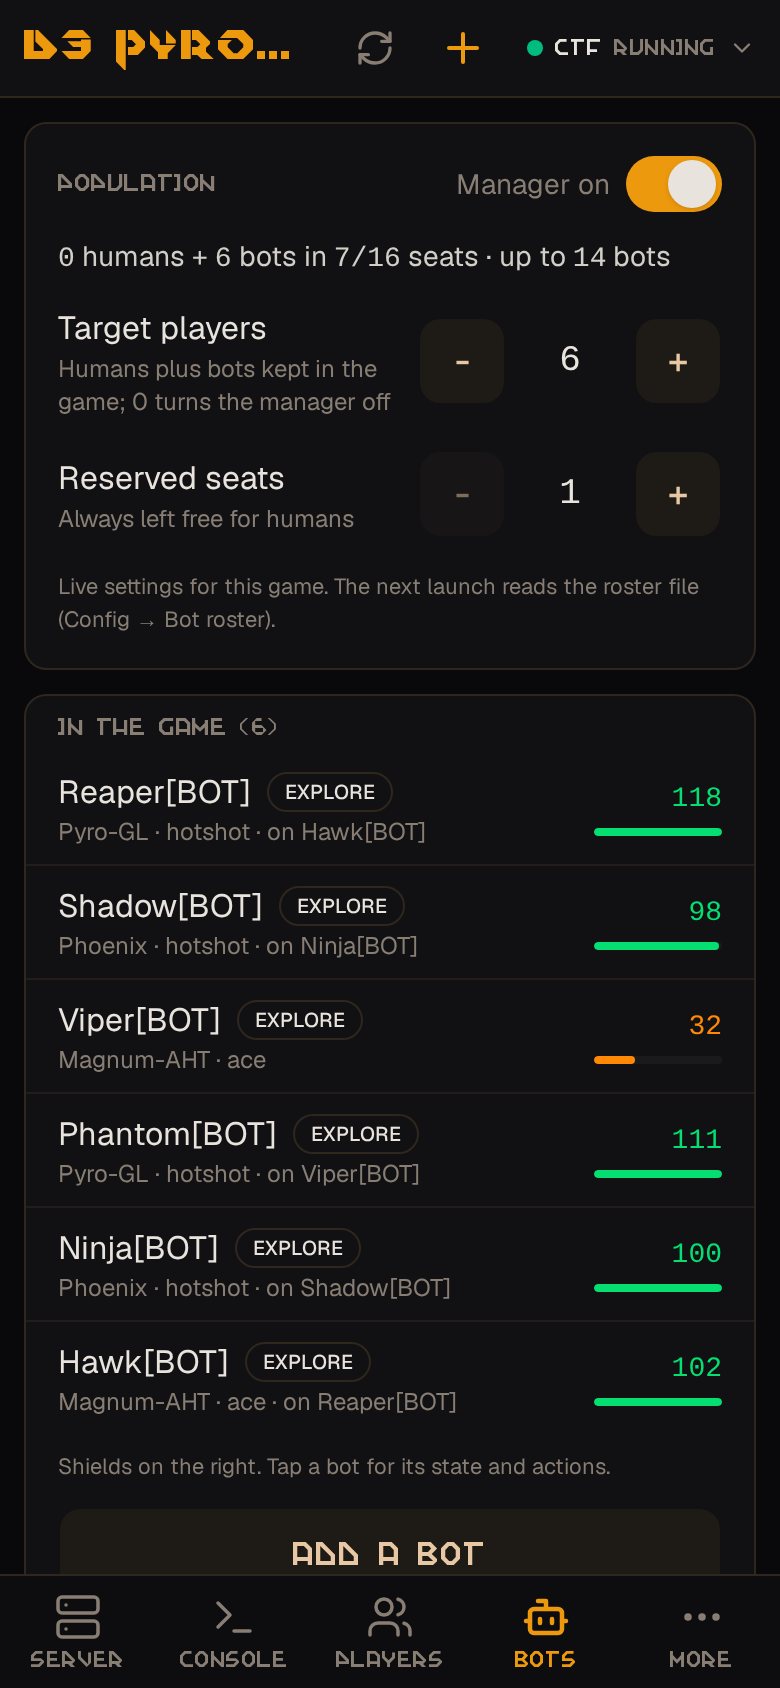 D3 PYRO...
CTF RUNNING
POPULATION
Manager on
0 humans + 6 bots in 7/16 seats · up to 14 bots
Target players
- 6 +
Humans plus bots kept in the
game; 0 turns the manager off
Reserved seats
- 1 +
Always left free for humans
Live settings for this game. The next launch reads the roster file
(Config → Bot roster).
IN THE GAME (6)
Reaper[BOT] EXPLORE 118
Pyro-GL · hotshot · on Hawk[BOT]
Shadow[BOT] EXPLORE 98
Phoenix · hotshot · on Ninja[BOT]
Viper[BOT] EXPLORE 32
Magnum-AHT · ace
Phantom[BOT] EXPLORE 111
Pyro-GL · hotshot · on Viper[BOT]
Ninja[BOT] EXPLORE 100
Phoenix · hotshot · on Shadow[BOT]
Hawk[BOT] EXPLORE 102
Magnum-AHT · ace · on Reaper[BOT]
Shields on the right. Tap a bot for its state and actions.
ADD A BOT
SERVER CONSOLE PLAYERS BOTS MORE